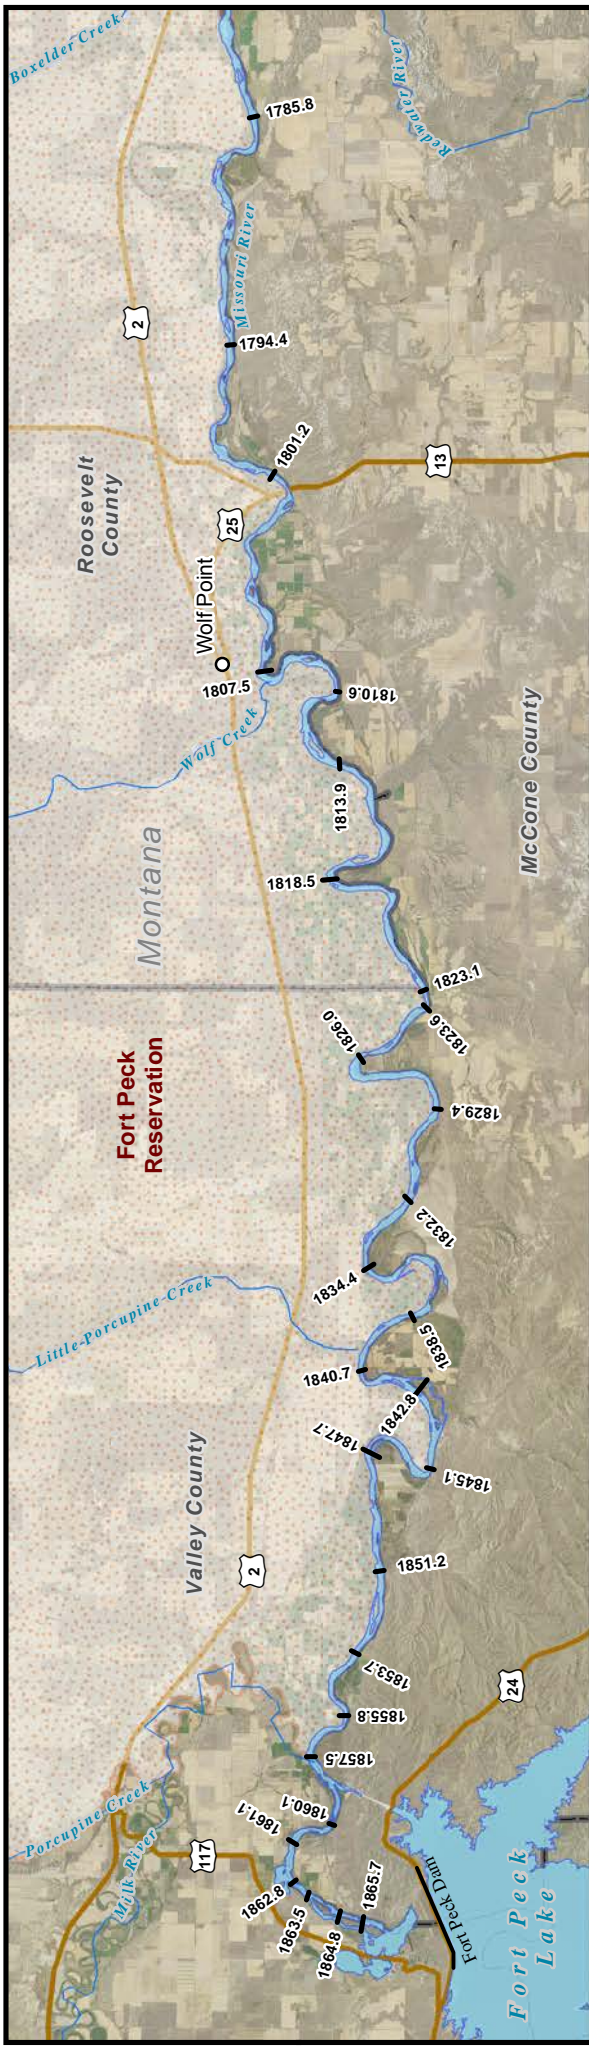 Boxelder Creek
Redwater River
1785.8
Missouri River
2
1794.4
1801.2
13
Roosevelt
County
25
Wolf Point
1807.5
1810.6
Wolf Creek
1813.9
McCone County
Montana
1818.5
1823.1
1823.6
1826.0
Fort Peck
Reservation
1829.4
1832.2
1834.4
Little Porcupine Creek
1838.5
1840.7
1842.8
1847.7
1845.1
Valley County
2
1851.2
1853.7
24
1855.8
1857.5
1860.1
1861.1
Porcupine Creek
117
Milk River
1862.8
1863.5
1864.8
1865.7
Fort Peck Dam
Fort Peck
Lake